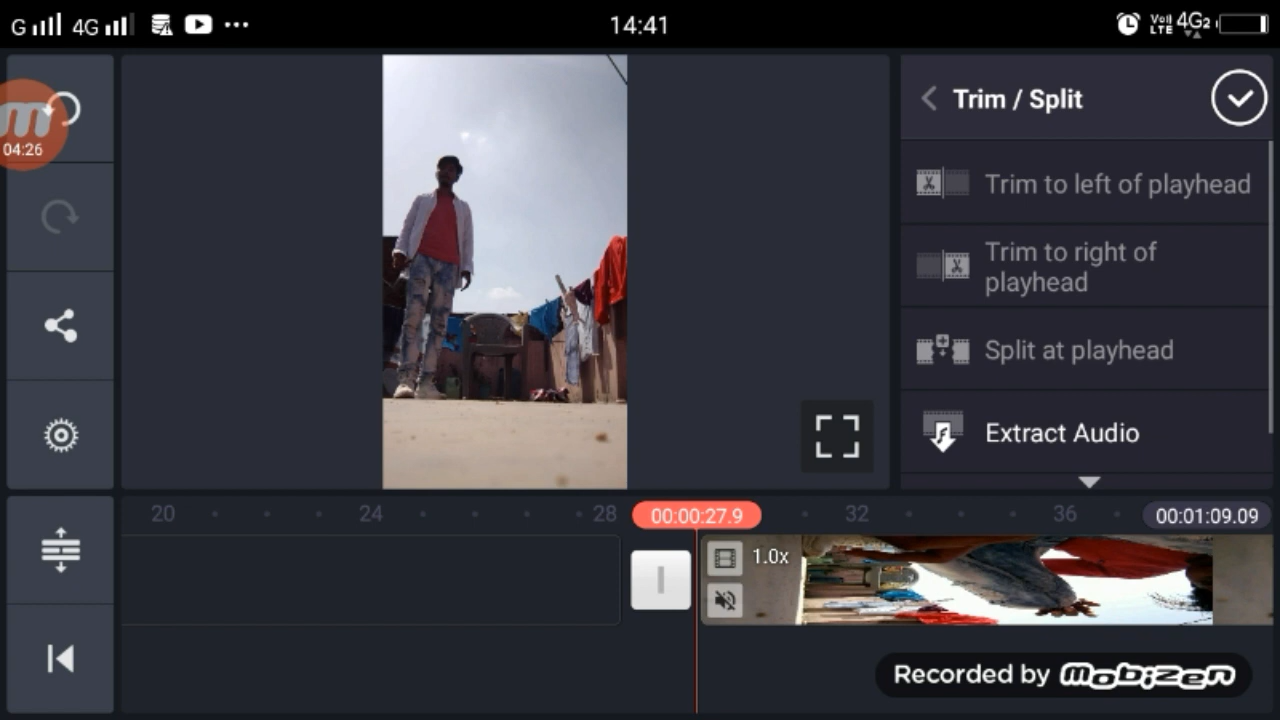 G 4G 14:41 Voll LTE 4G2
m
04:26
Trim / Split
Trim to left of playhead
Trim to right of
playhead
Split at playhead
Extract Audio
20 24 28 00:00:27.9 32 36 00:01:09.09
1.0x
Recorded by mobizen